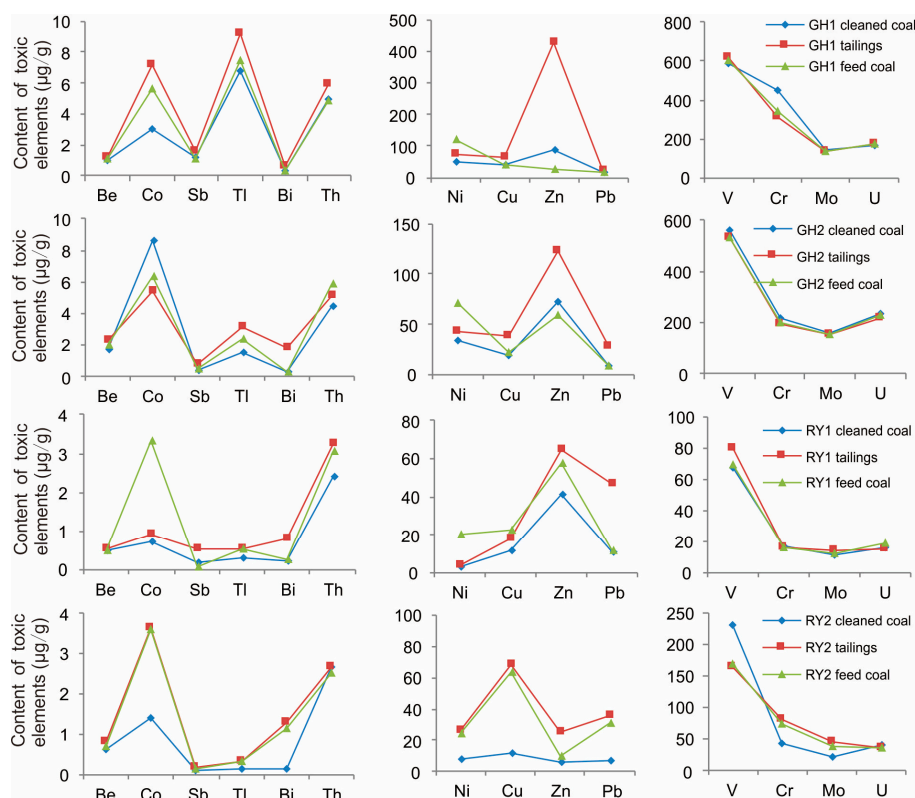 Content of toxic
elements (μg/g)
10
8
6
4
2
0
Be Co Sb Tl Bi Th
500
400
300
200
100
0
Ni Cu Zn Pb
800
600
400
200
0
V Cr Mo U
GH1 cleaned coal
GH1 tailings
GH1 feed coal
Content of toxic
elements (μg/g)
10
8
6
4
2
0
Be Co Sb Tl Bi Th
150
100
50
0
Ni Cu Zn Pb
600
400
200
0
V Cr Mo U
GH2 cleaned coal
GH2 tailings
GH2 feed coal
Content of toxic
elements (μg/g)
4
3
2
1
0
Be Co Sb Tl Bi Th
80
60
40
20
0
Ni Cu Zn Pb
100
80
60
40
20
0
V Cr Mo U
RY1 cleaned coal
RY1 tailings
RY1 feed coal
Content of toxic
elements (μg/g)
4
3
2
1
0
Be Co Sb Tl Bi Th
100
80
60
40
20
0
Ni Cu Zn Pb
250
200
150
100
50
0
V Cr Mo U
RY2 cleaned coal
RY2 tailings
RY2 feed coal